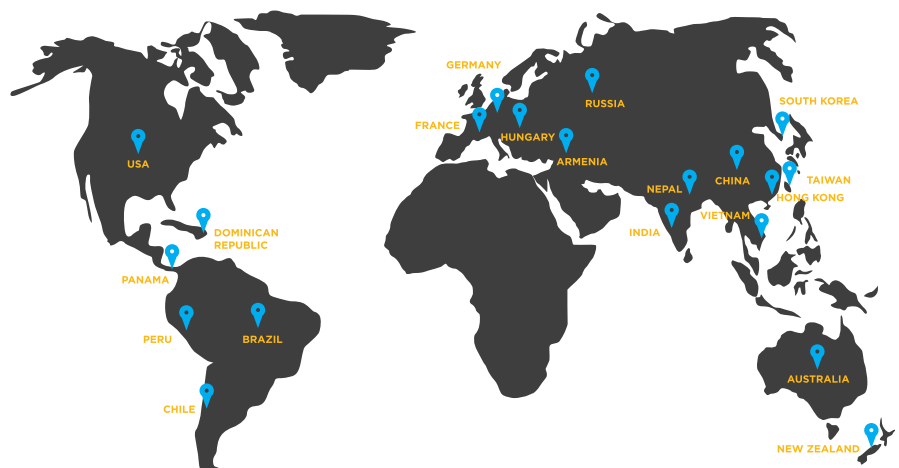 GERMANY
RUSSIA
SOUTH KOREA
FRANCE
HUNGARY
USA
ARMENIA
CHINA
TAIWAN
NEPAL
HONG KONG
VIETNAM
INDIA
DOMINICAN
REPUBLIC
PANAMA
PERU
BRAZIL
AUSTRALIA
CHILE
NEW ZEALAND